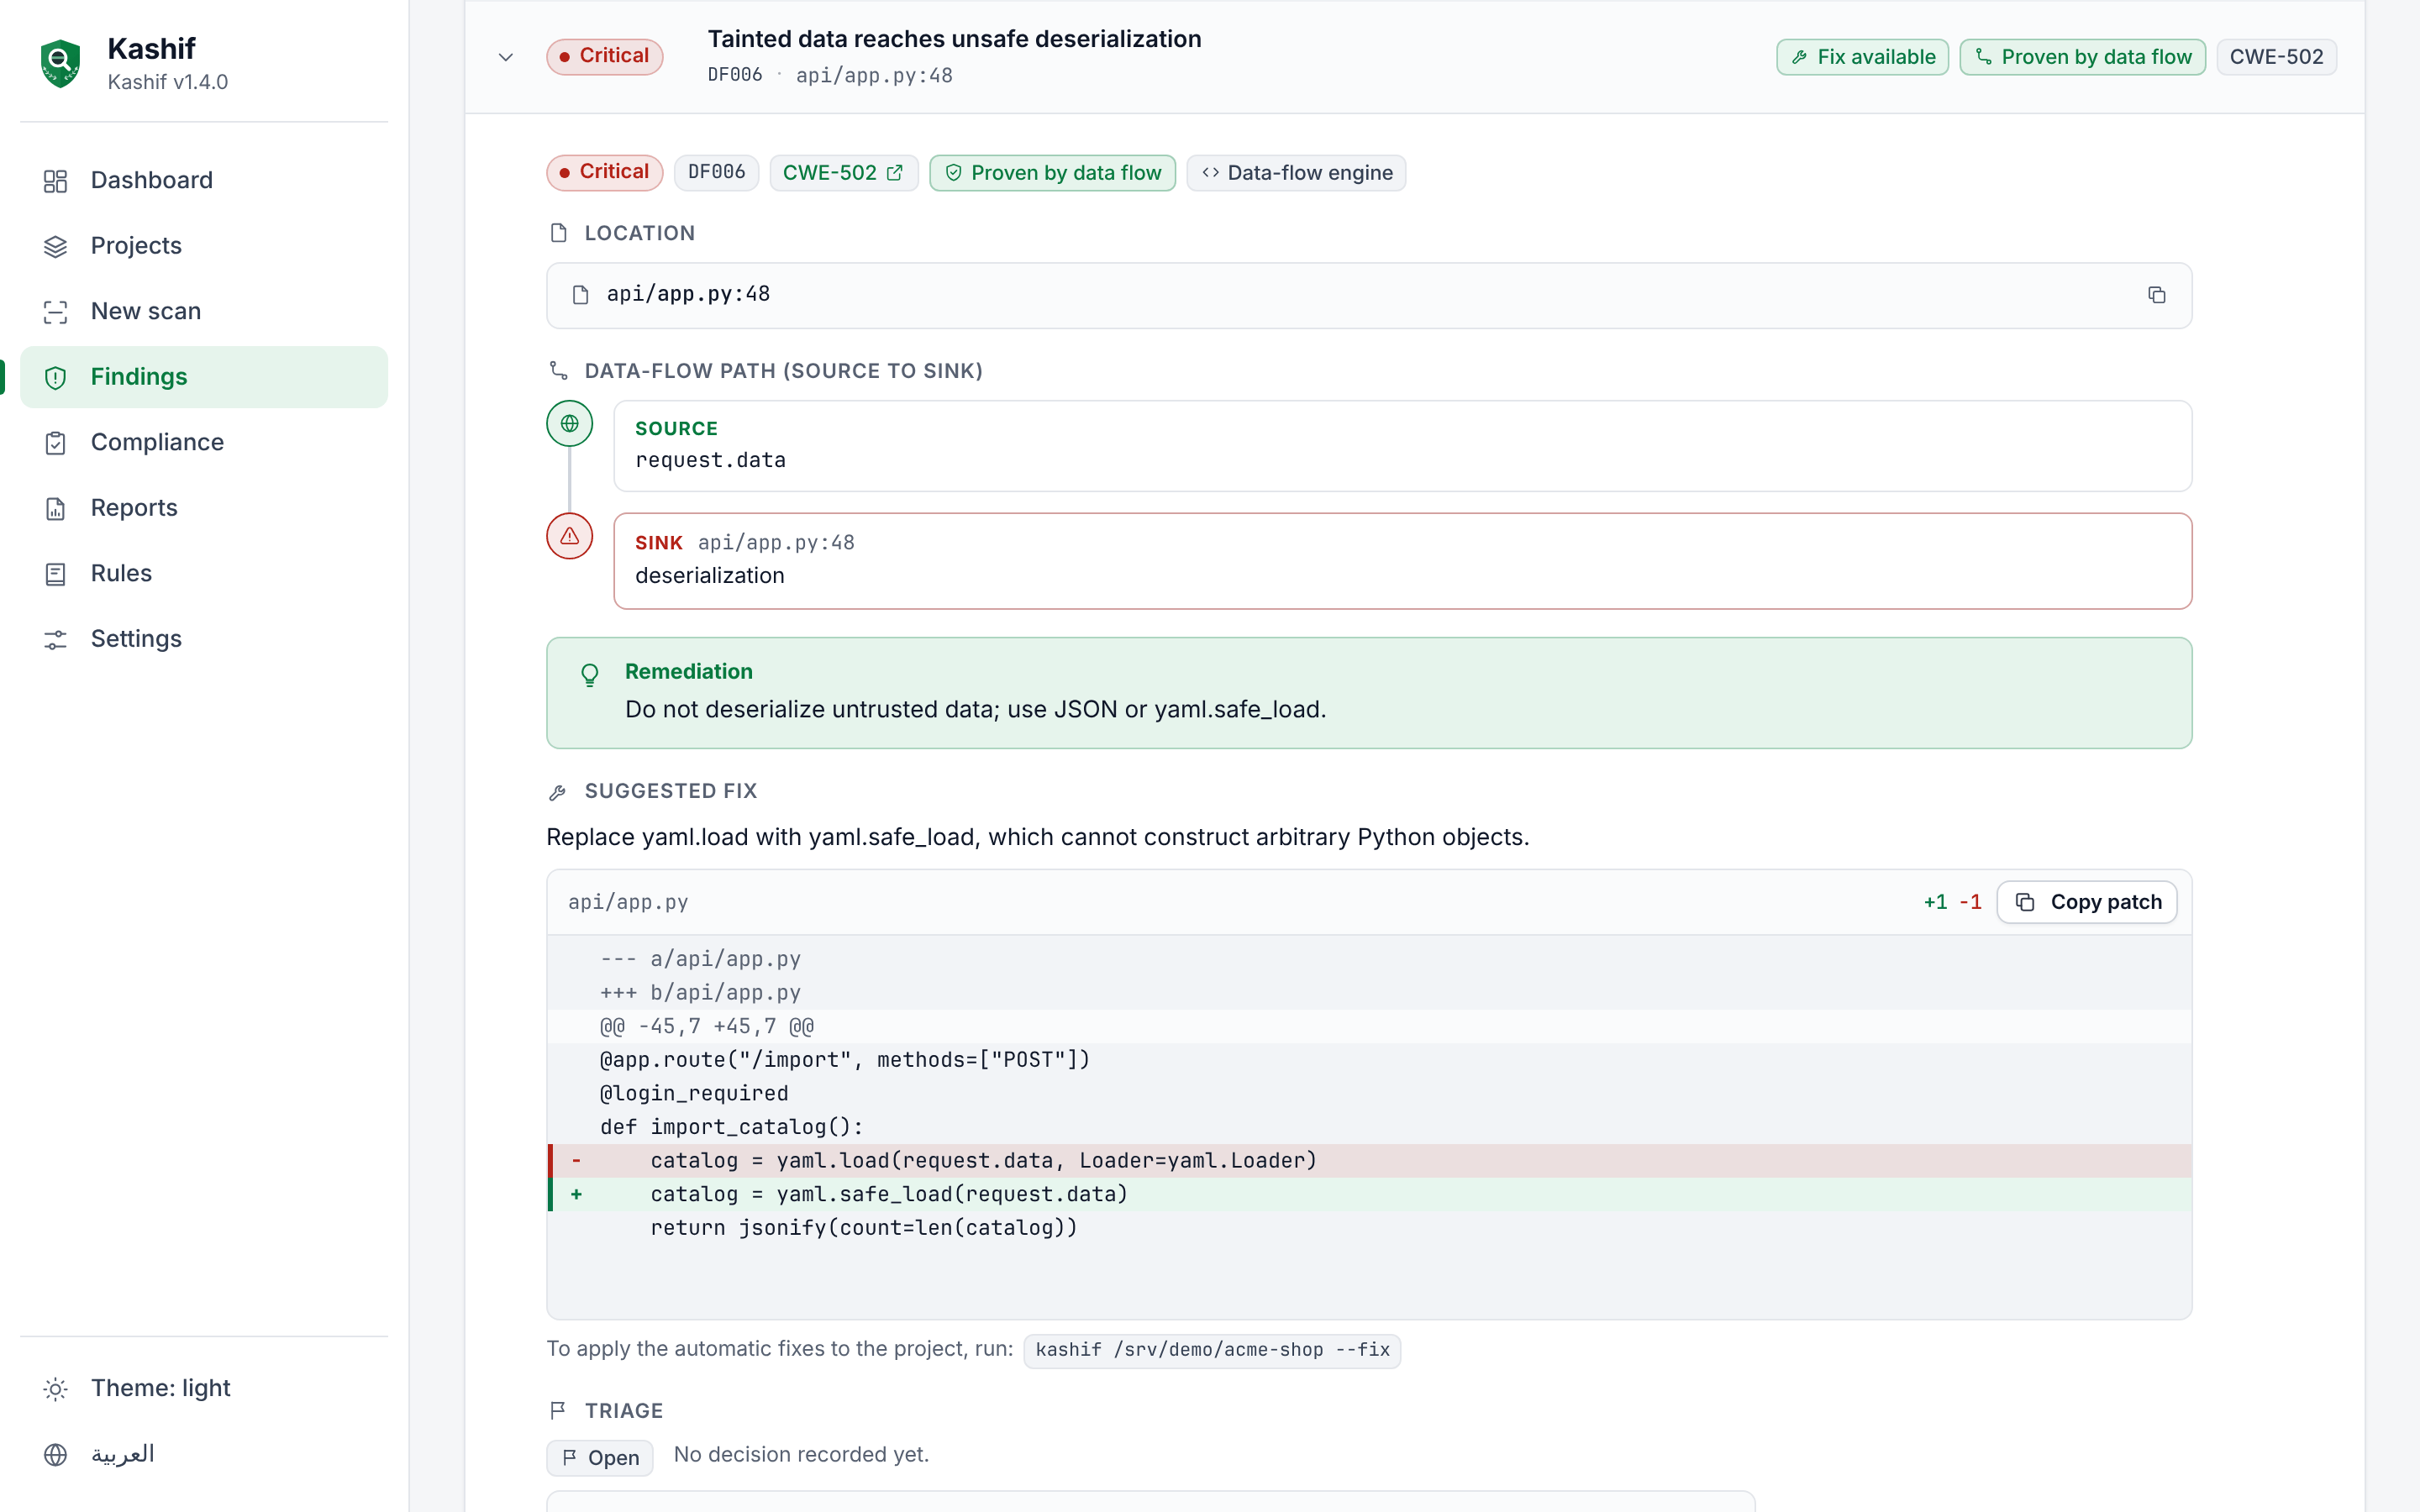 Kashif
Kashif v1.4.0
Dashboard
Projects
New scan
Findings
Compliance
Reports
Rules
Settings
Theme: light
العربية
Critical
Tainted data reaches unsafe deserialization
DF006 · api/app.py:48
Fix available
Proven by data flow
CWE-502
Critical
DF006
CWE-502
Proven by data flow
Data-flow engine
LOCATION
api/app.py:48
DATA-FLOW PATH (SOURCE TO SINK)
SOURCE
request.data
SINK api/app.py:48
deserialization
Remediation
Do not deserialize untrusted data; use JSON or yaml.safe_load.
SUGGESTED FIX
Replace yaml.load with yaml.safe_load, which cannot construct arbitrary Python objects.
api/app.py
+1 -1
Copy patch
--- a/api/app.py
+++ b/api/app.py
@@ -45,7 +45,7 @@
@app.route("/import", methods=["POST"])
@login_required
def import_catalog():
-     catalog = yaml.load(request.data, Loader=yaml.Loader)
+     catalog = yaml.safe_load(request.data)
    return jsonify(count=len(catalog))
To apply the automatic fixes to the project, run: kashif /srv/demo/acme-shop --fix
TRIAGE
Open
No decision recorded yet.